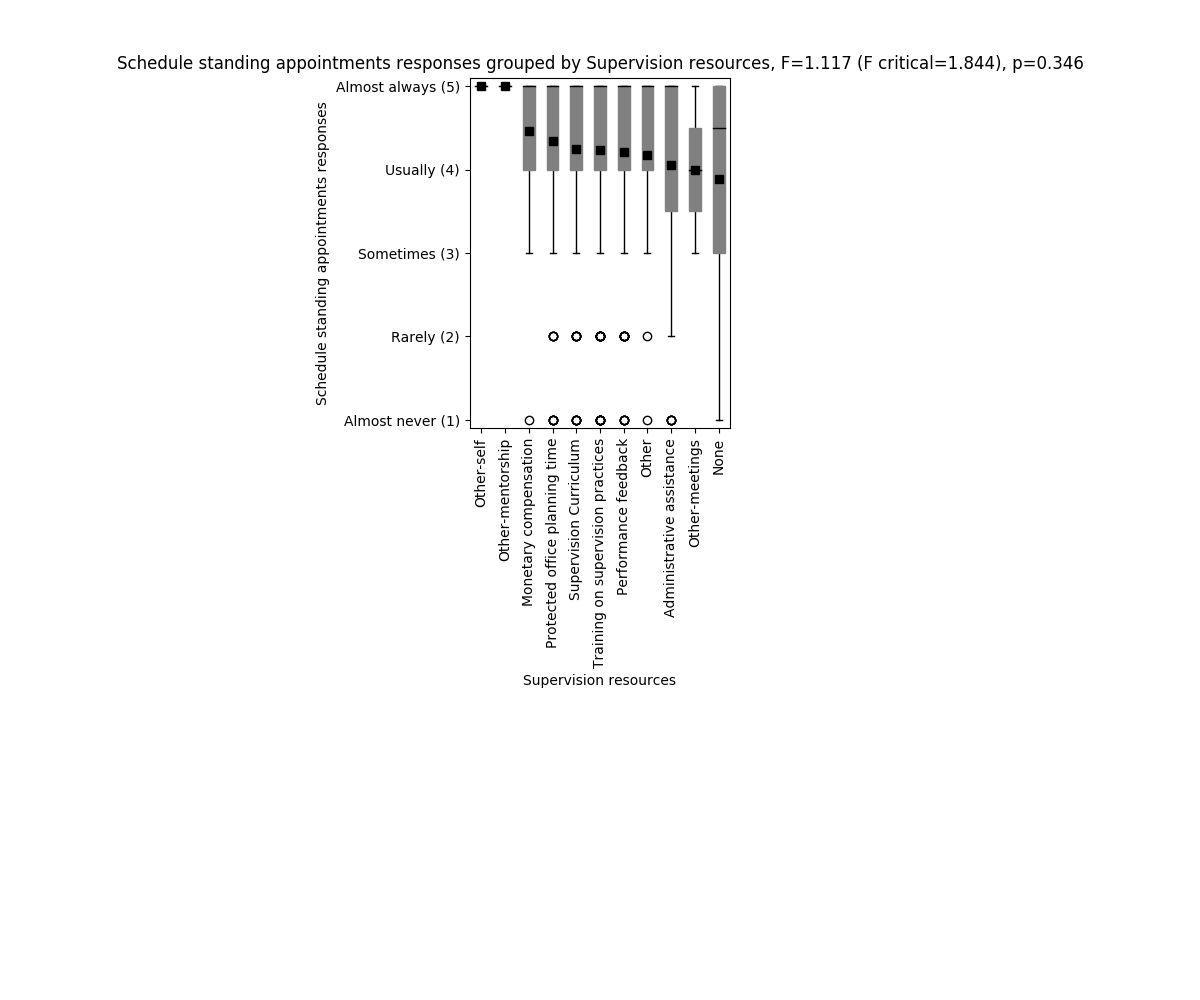 Schedule standing appointments responses grouped by Supervision resources, F=1.117 (F critical=1.844), p=0.346
Schedule standing appointments responses
Almost always (5)
Usually (4)
Sometimes (3)
Rarely (2)
Almost never (1)
Other-self
Other-mentorship
Monetary compensation
Protected office planning time
Supervision Curriculum
Training on supervision practices
Performance feedback
Other
Administrative assistance
Other-meetings
None
Supervision resources